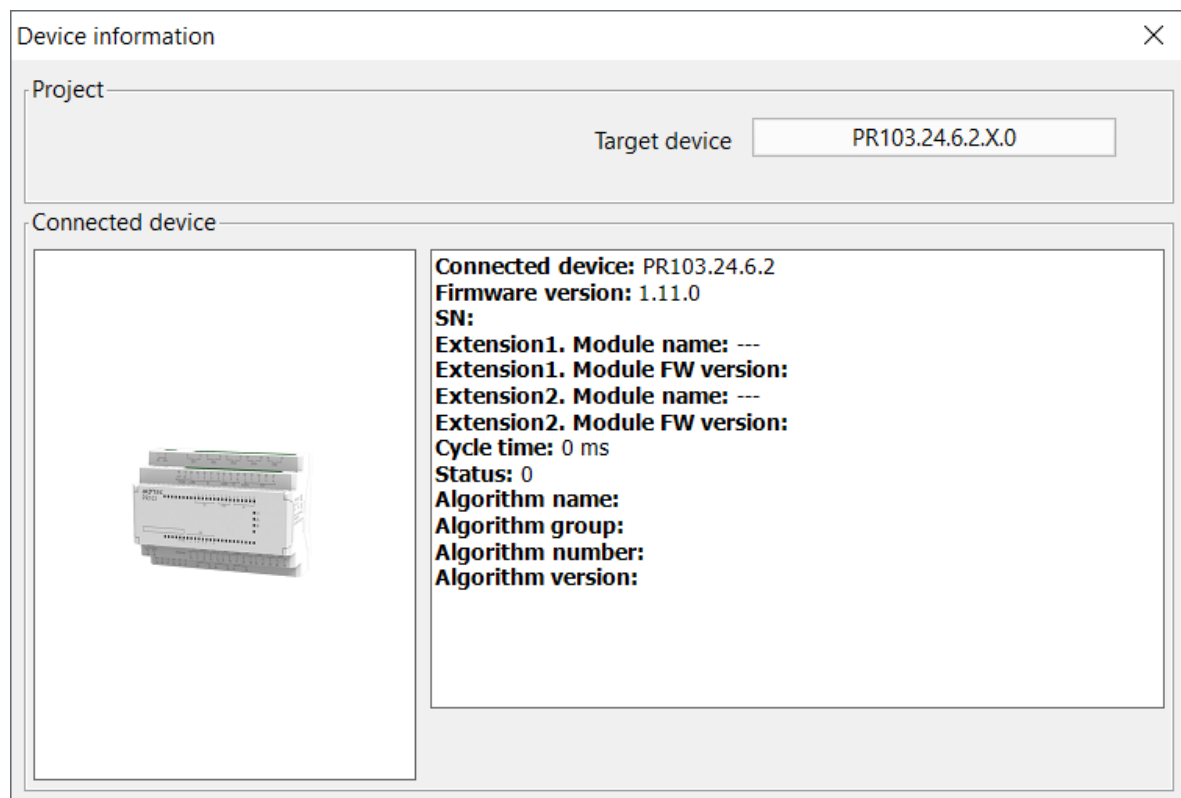 Device information
Project
Target device PR103.24.6.2.X.0
Connected device
Connected device: PR103.24.6.2
Firmware version: 1.11.0
SN:
Extension1. Module name: ---
Extension1. Module FW version:
Extension2. Module name: ---
Extension2. Module FW version:
Cycle time: 0 ms
Status: 0
Algorithm name:
Algorithm group:
Algorithm number:
Algorithm version: